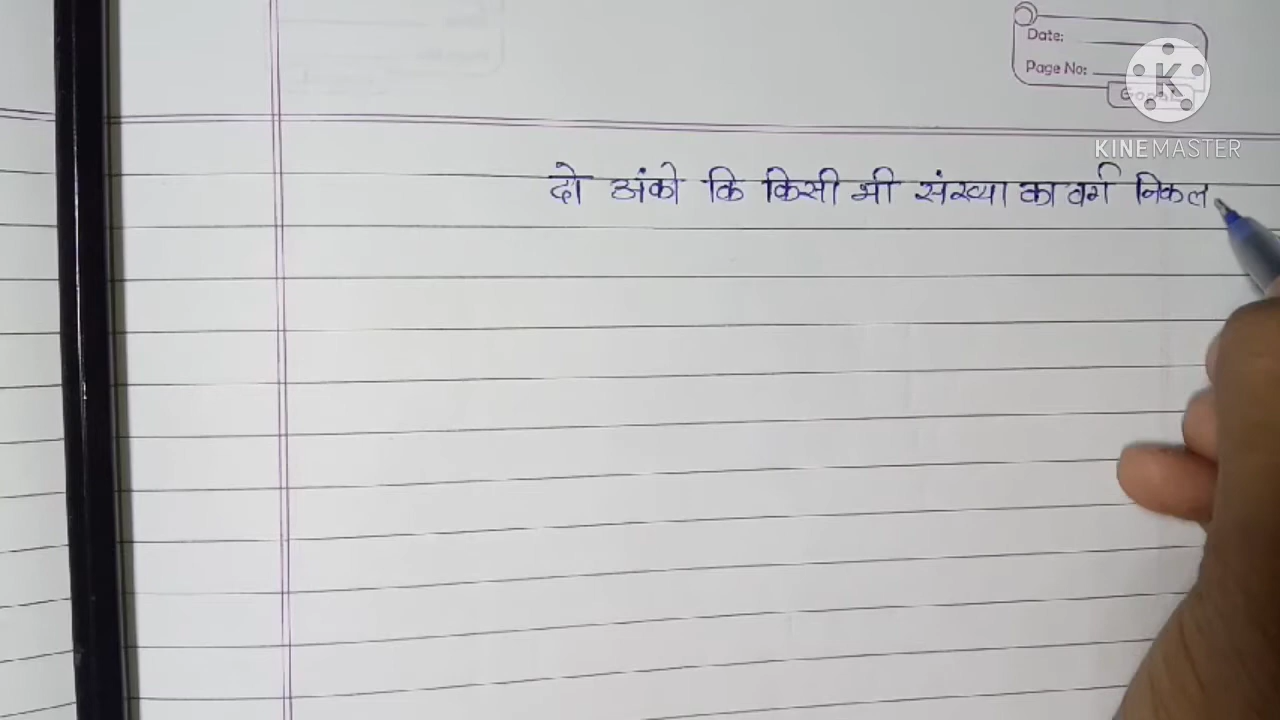 Date:
Page No:
KINEMASTER
दो अंको कि किसी भी संख्या का वर्ग निकल